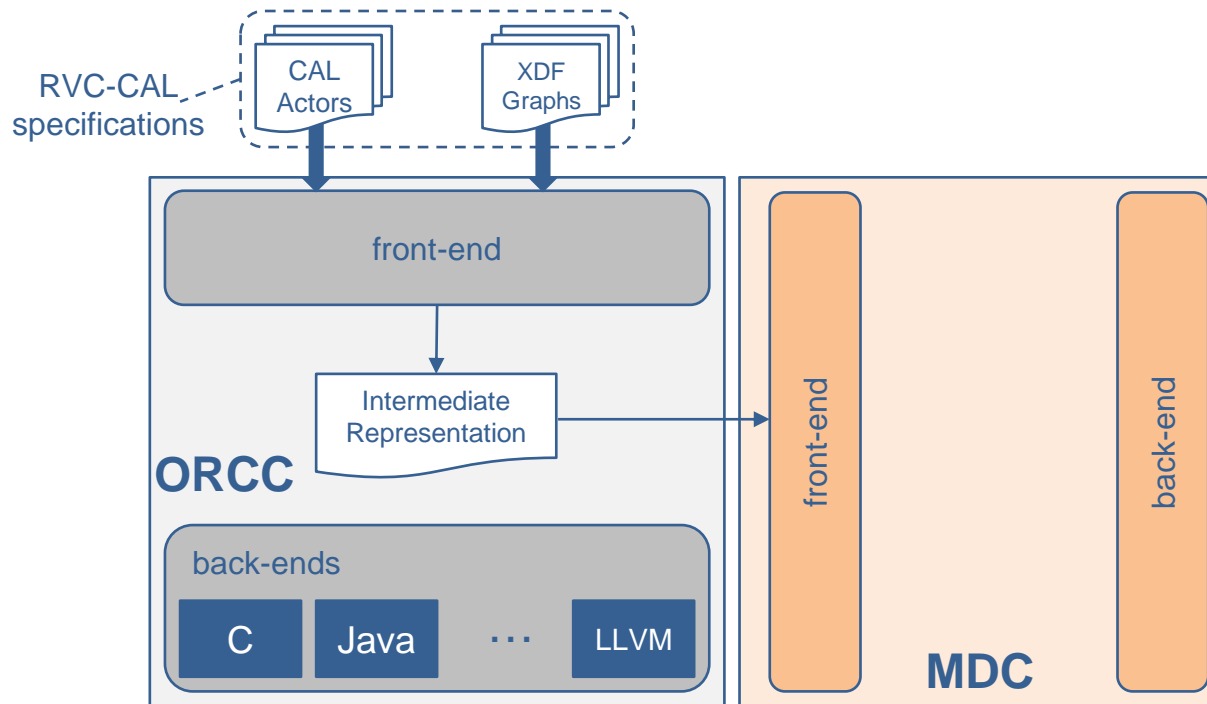 CAL
Actors
XDF
Graphs
RVC-CAL
specifications
front-end
Intermediate
Representation
ORCC
back-ends
C
Java
...
LLVM
front-end
back-end
MDC